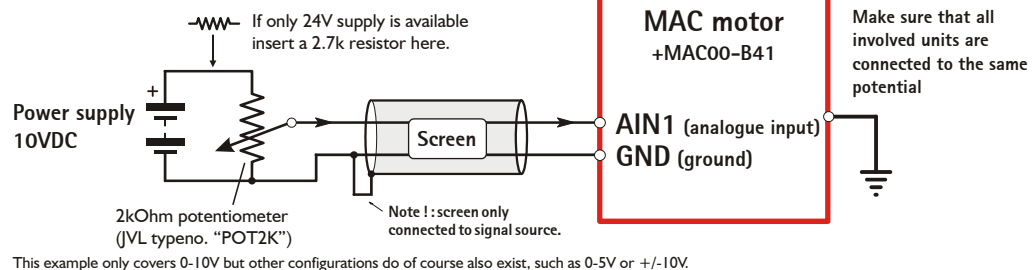 If only 24V supply is available
insert a 2.7k resistor here.
MAC motor
+MAC00-B41
Make sure that all
involved units are
connected to the same
potential
+
Power supply
10VDC
Screen
AIN1 (analogue input)
GND (ground)
2kOhm potentiometer
(JVL typeno. “POT2K”)
Note ! : screen only
connected to signal source.
This example only covers 0-10V but other configurations do of course also exist, such as 0-5V or +/-10V.